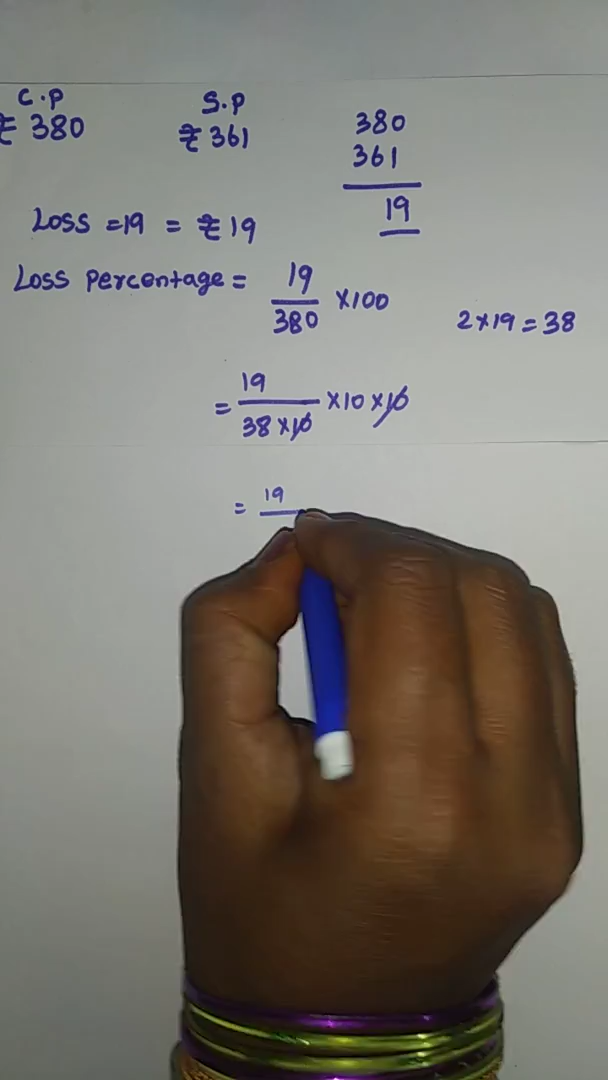 C.P S.P
₹ 380 ₹ 361 380
361
19
Loss =19 = ₹ 19
Loss percentage = 19/380 ×100
2×19=38
= 19/38×10 ×10×10
= 19